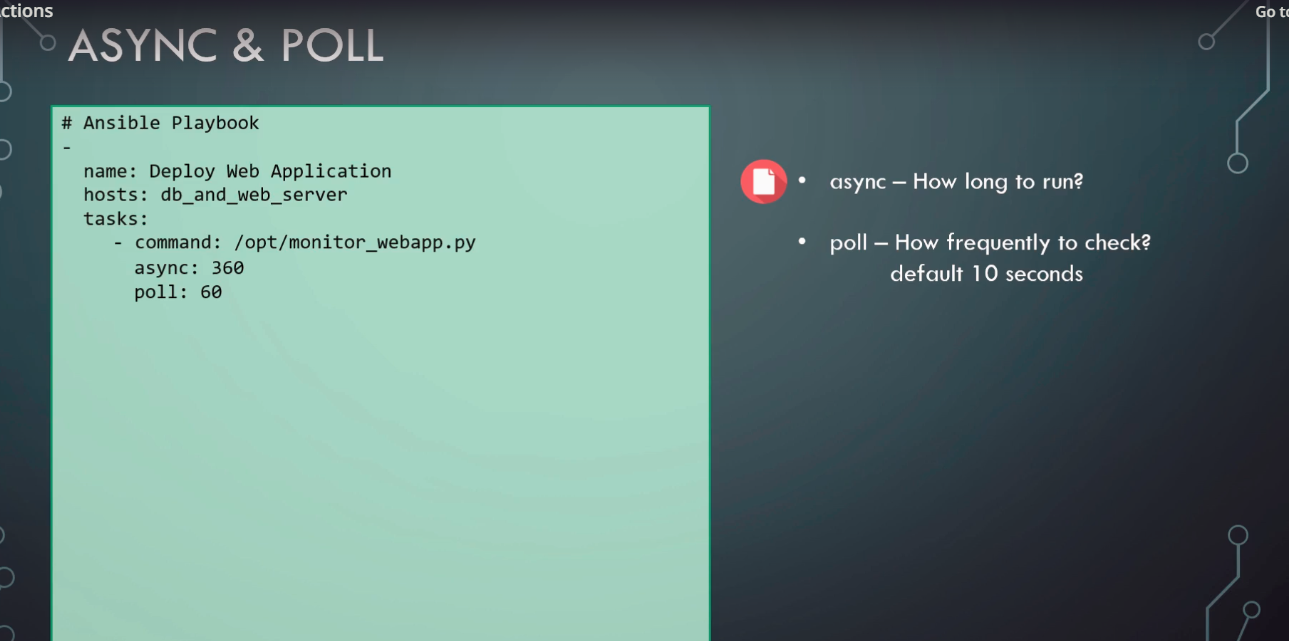 ctions
Go to
ASYNC & POLL
# Ansible Playbook
-
name: Deploy Web Application
hosts: db_and_web_server
tasks:
- command: /opt/monitor_webapp.py
async: 360
poll: 60
• async – How long to run?
• poll – How frequently to check?
default 10 seconds